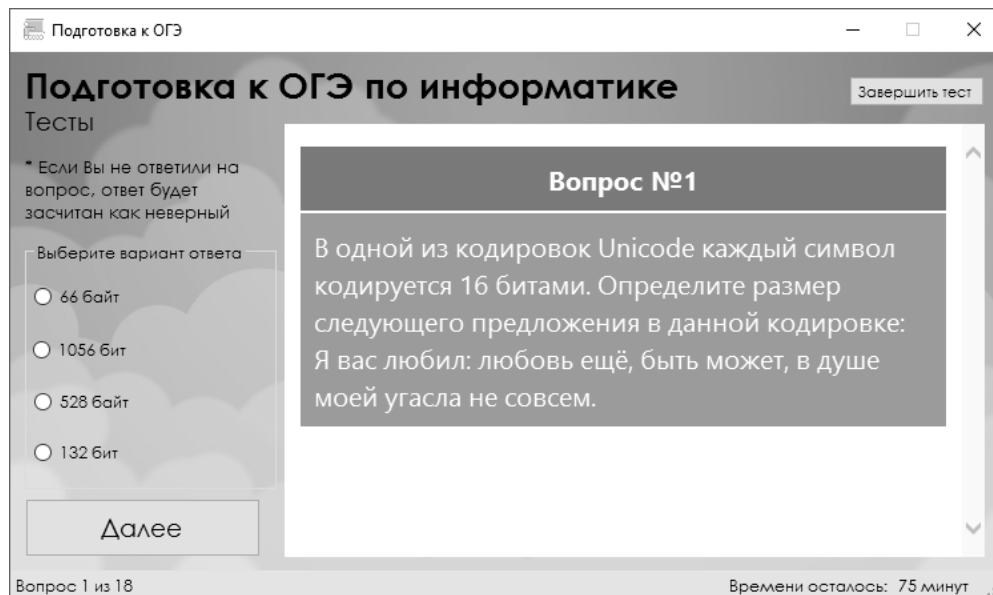 Подготовка к ОГЭ
Подготовка к ОГЭ по информатике
Завершить тест
Тесты
* Если Вы не ответили на
вопрос, ответ будет
засчитан как неверный
Выберите вариант ответа
66 байт
1056 бит
528 байт
132 бит
Далее
Вопрос №1
В одной из кодировок Unicode каждый символ
кодируется 16 битами. Определите размер
следующего предложения в данной кодировке:
Я вас любил: любовь ещё, быть может, в душе
моей угасла не совсем.
Вопрос 1 из 18
Времени осталось: 75 минут